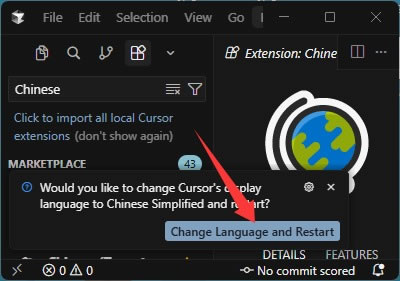 File Edit Selection View Go
Extension: Chine
Chinese
Click to import all local Cursor
extensions (don't show again)
MARKETPLACE 43
Would you like to change Cursor's display
language to Chinese Simplified and restart?
Change Language and Restart
DETAILS FEATURES
0 0 No commit scored